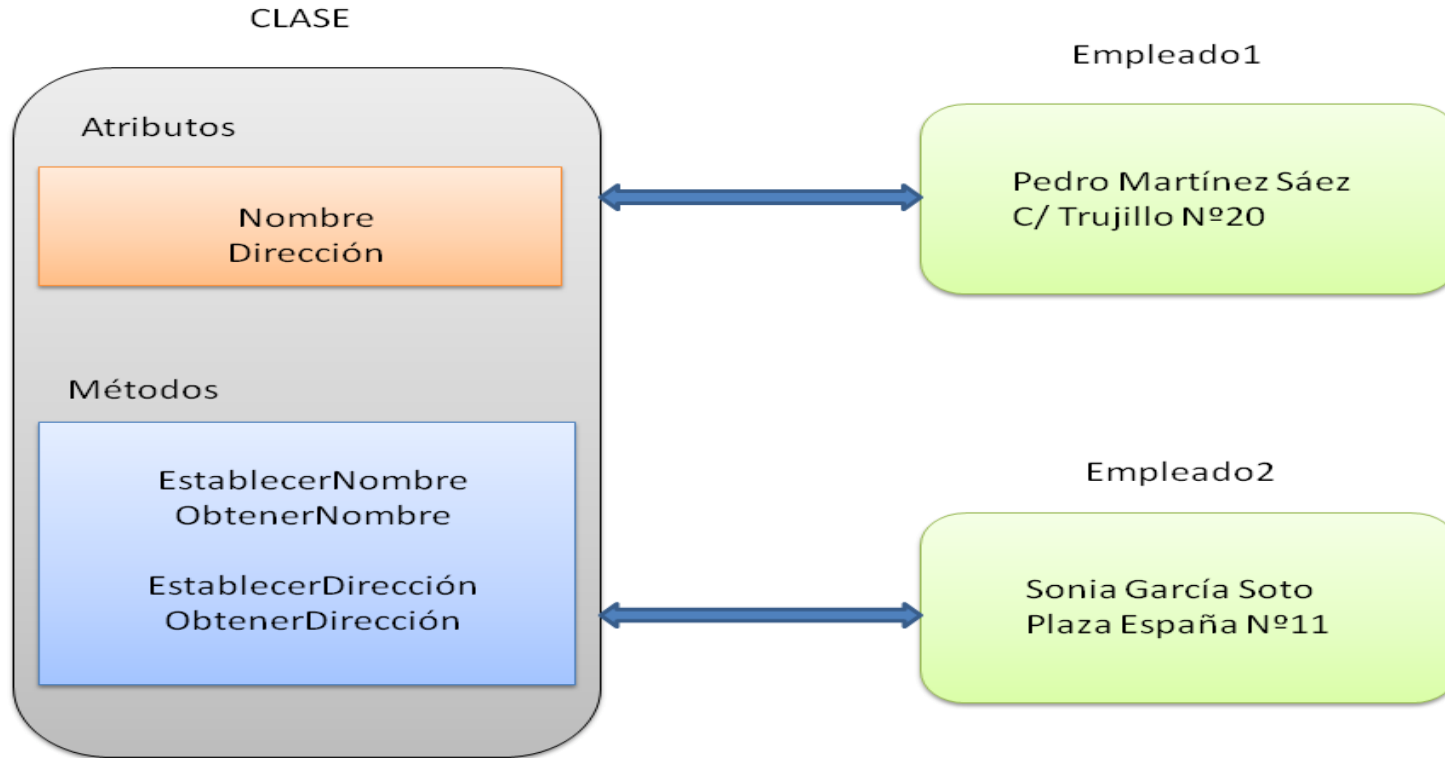 CLASE
Atributos
Nombre
Dirección
Métodos
EstablecerNombre
ObtenerNombre
EstablecerDirección
ObtenerDirección
Empleado1
Pedro Martínez Sáez
C/ Trujillo Nº20
Empleado2
Sonia García Soto
Plaza España Nº11